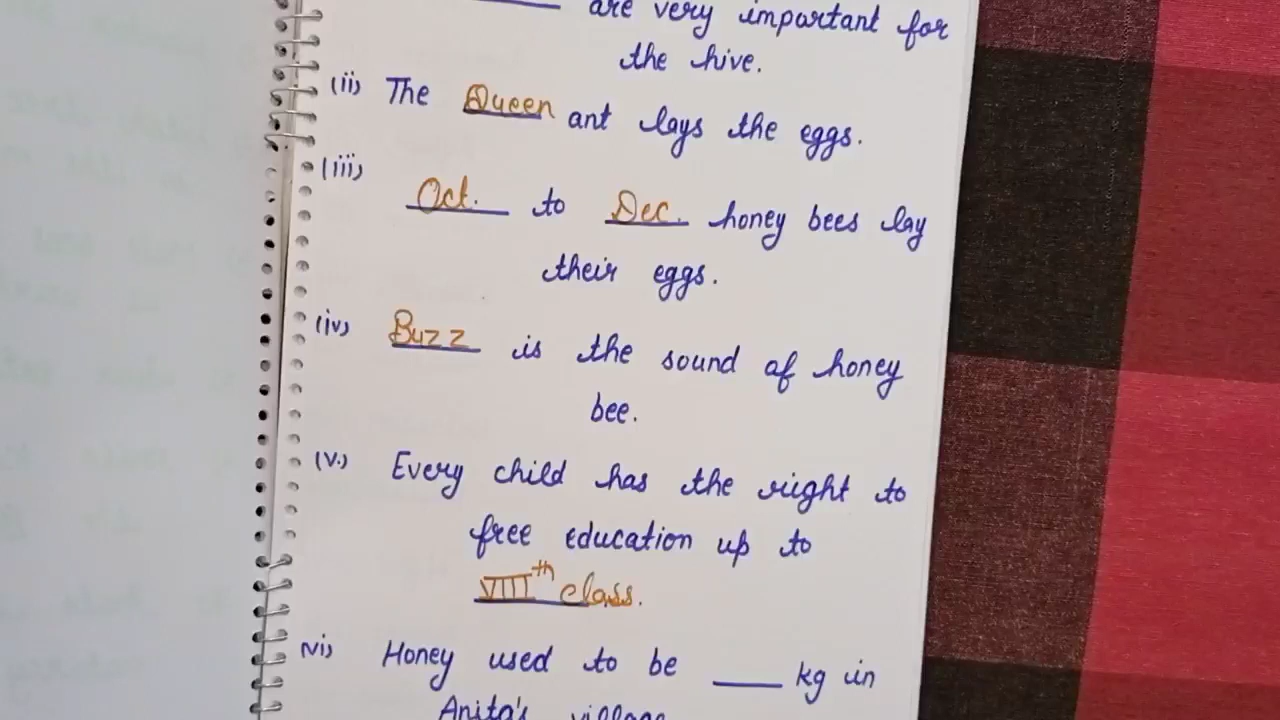 are very important for
the hive.
(ii) The Queen ant lays the eggs.
(iii)
Oct. to Dec. honey bees lay
their eggs.
(iv) Buzz is the sound of honey
bee.
(v.) Every child has the right to
free education up to
VIIIth class.
(vi) Honey used to be ___ kg in
Anita's village